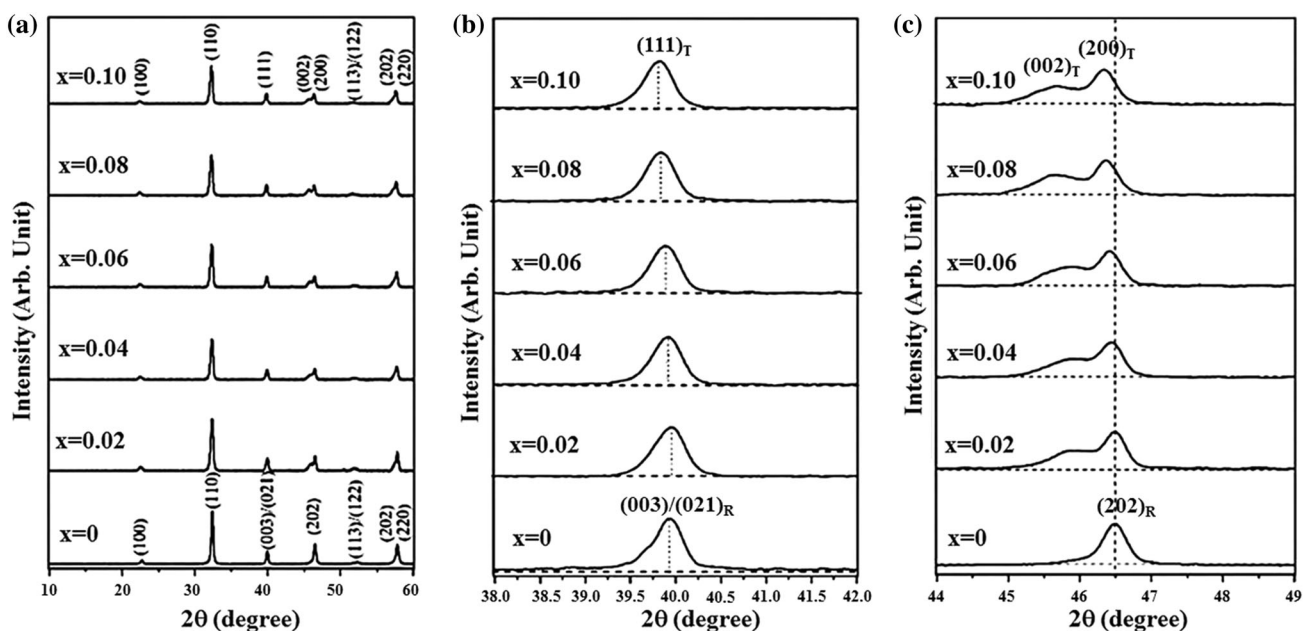 (a)
Intensity (Arb. Unit)
x=0.10
(100)
(110)
(111)
(002)
(200)
(113)/(122)
(202)
(220)
x=0.08
x=0.06
x=0.04
x=0.02
x=0
(100)
(110)
(003)/(021)
(202)
(113)/(122)
(202)
(220)
10 20 30 40 50 60
2θ (degree)
(b)
Intensity (Arb. Unit)
(111)T
x=0.10
x=0.08
x=0.06
x=0.04
x=0.02
(003)/(021)R
x=0
38.0 38.5 39.0 39.5 40.0 40.5 41.0 41.5 42.0
2θ (degree)
(c)
Intensity (Arb. Unit)
(200)T
(002)T
x=0.10
x=0.08
x=0.06
x=0.04
x=0.02
(202)R
x=0
44 45 46 47 48 49
2θ (degree)